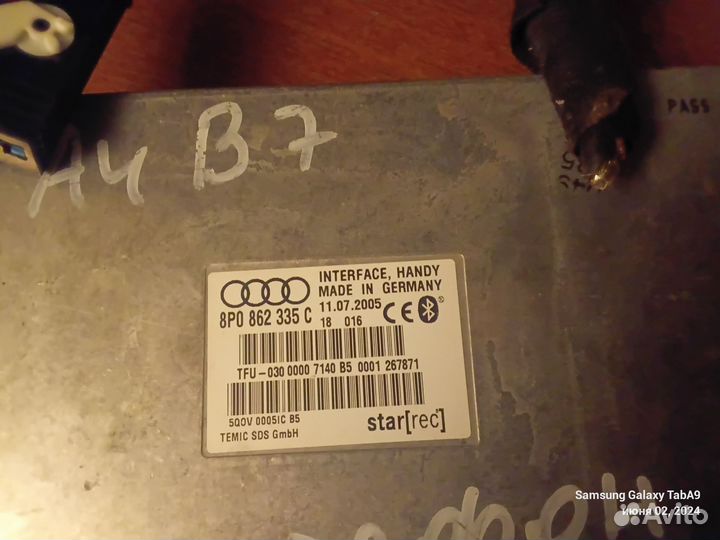 PASS
A4 B7
INTERFACE, HANDY
MADE IN GERMANY
8P0 862 335 C
11.07.2005
18 016
CE
TFU-030 0000 7140 B5 0001 267871
5Q0V 0005IC B5
TEMIC SDS GmbH
star[rec]
Samsung Galaxy TabA9
июня 02, 2024
Avito